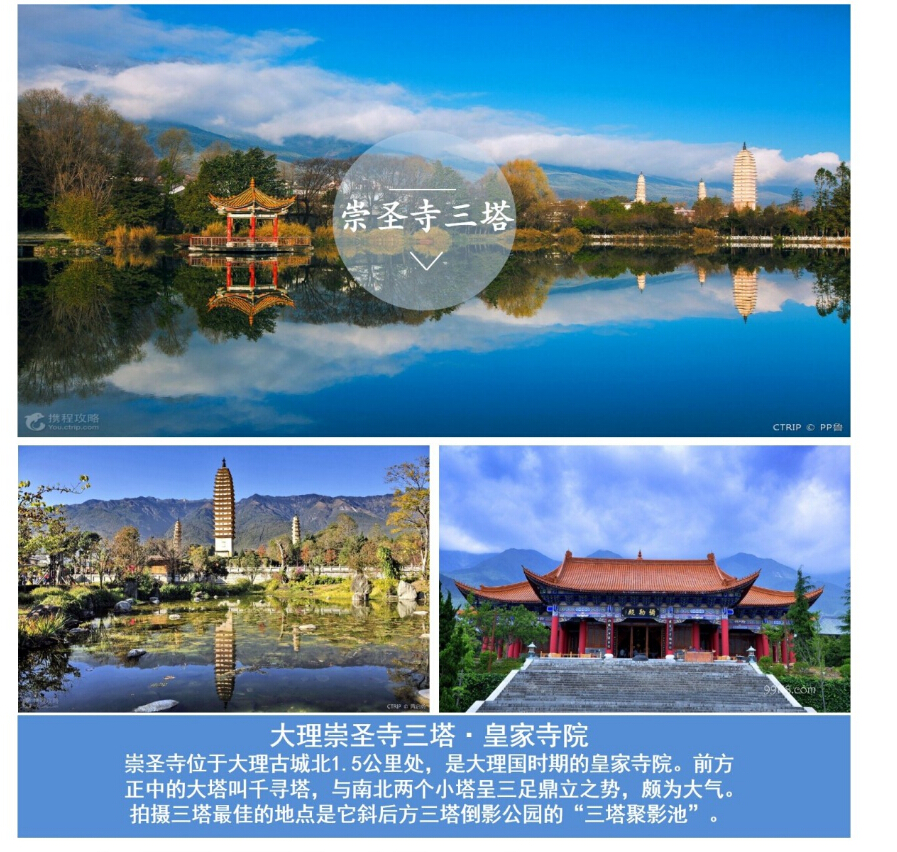 崇圣寺三塔
携程攻略
You.ctrip.com
CTRIP © PP鲁
CTRIP ©
大理崇圣寺三塔·皇家寺院
崇圣寺位于大理古城北1.5公里处，是大理国时期的皇家寺院。前方
正中的大塔叫千寻塔，与南北两个小塔呈三足鼎立之势，颇为大气。
拍摄三塔最佳的地点是它斜后方三塔倒影公园的“三塔聚影池”。